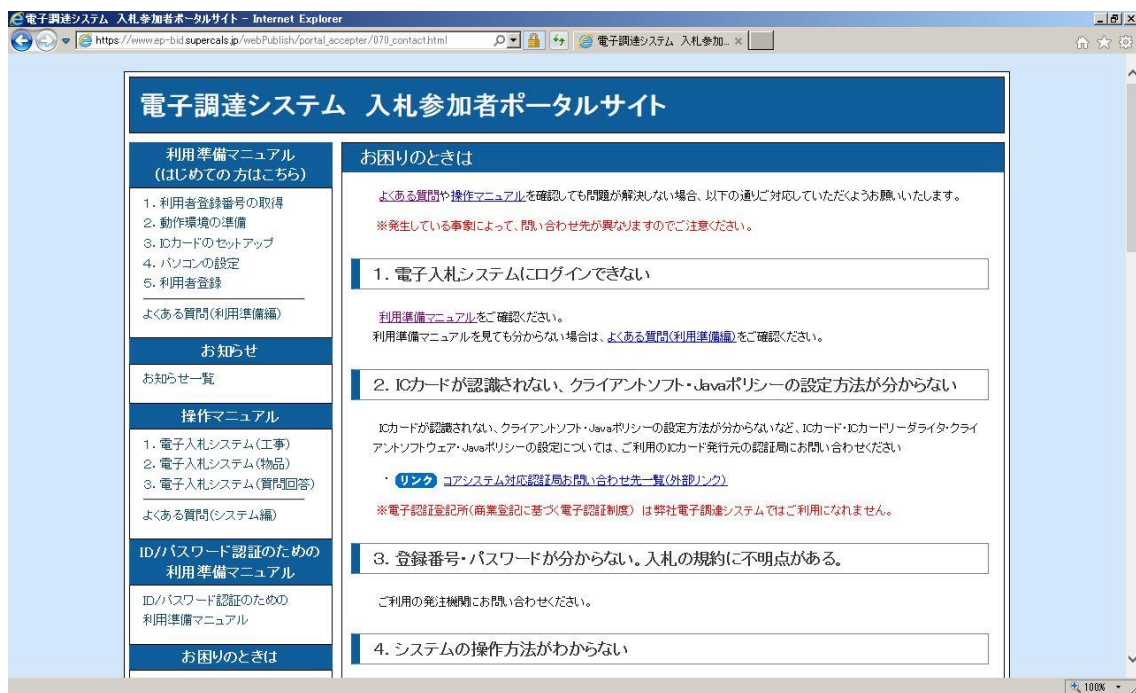 電子調達システム 入札参加者ポータルサイト - Internet Explorer
https://www.ep-bid.supercals.jp/webPublish/portal_accepter/070_contact.html
電子調達システム 入札参加...
電子調達システム 入札参加者ポータルサイト
利用準備マニュアル
(はじめての方はこちら)
1. 利用者登録番号の取得
2. 動作環境の準備
3. ICカードのセットアップ
4. パソコンの設定
5. 利用者登録
よくある質問(利用準備編)
お知らせ
お知らせ一覧
操作マニュアル
1. 電子入札システム(工事)
2. 電子入札システム(物品)
3. 電子入札システム(質問回答)
よくある質問(システム編)
ID/パスワード認証のための
利用準備マニュアル
ID/パスワード認証のための
利用準備マニュアル
お困りのときは
お困りのときは
よくある質問や操作マニュアルを確認しても問題が解決しない場合、以下の通りご対応していただくようお願いいたします。
※発生している事象によって、問い合わせ先が異なりますのでご注意ください。
1. 電子入札システムにログインできない
利用準備マニュアルをご確認ください。
利用準備マニュアルを見ても分からない場合は、よくある質問(利用準備編)をご確認ください。
2. ICカードが認識されない、クライアントソフト・Javaポリシーの設定方法が分からない
ICカードが認識されない、クライアントソフト・Javaポリシーの設定方法が分からないなど、ICカード・ICカードリーダライタ・クライ
アントソフトウェア・Javaポリシーの設定については、ご利用のICカード発行元の認証局にお問い合わせください
・ リンク コアシステム対応認証局お問い合わせ先一覧(外部リンク)
※電子認証登記所(商業登記に基づく電子認証制度) は弊社電子調達システムではご利用になれません。
3. 登録番号・パスワードが分からない。入札の規約に不明点がある。
ご利用の発注機関にお問い合わせください。
4. システムの操作方法がわからない
100%